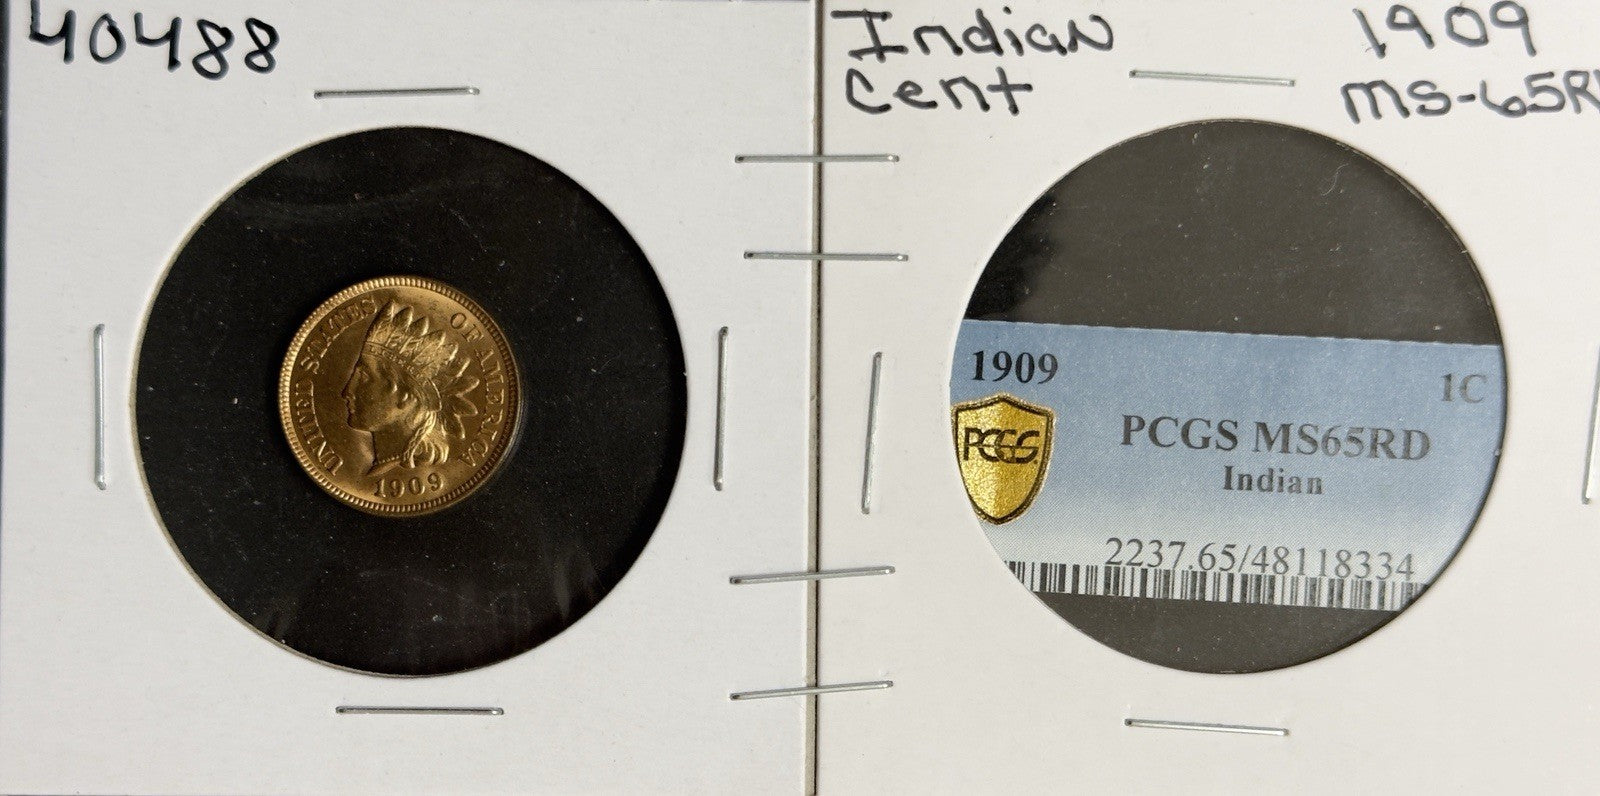 40488
UNITED STATES OF AMERICA
1909
Indian 1909
Cent MS-65R
1909
1C
PCGS
PCGS MS65RD
Indian
2237.65/48118334